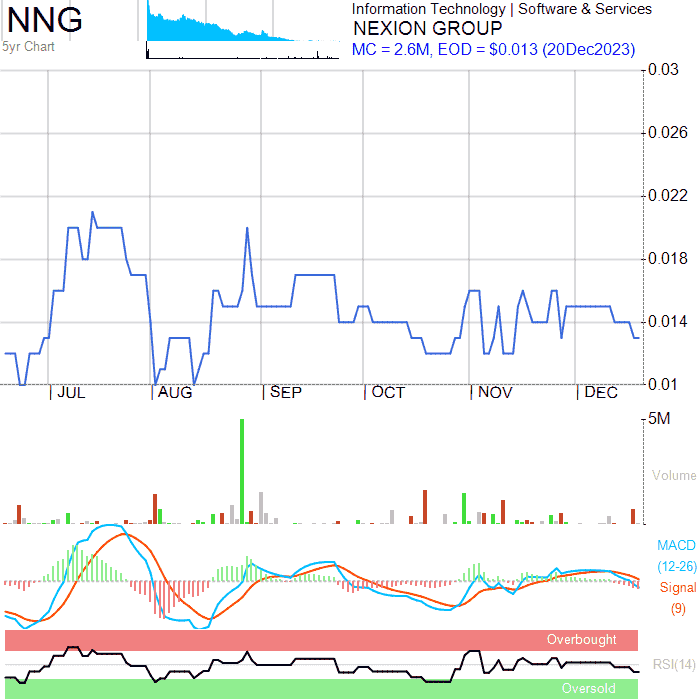 NNG
5yr Chart
Information Technology | Software & Services
NEXION GROUP
MC = 2.6M, EOD = $0.013 (20Dec2023)
0.03
0.026
0.022
0.018
0.014
0.01
JUL AUG SEP OCT NOV DEC
5M
Volume
MACD
(12-26)
Signal
(9)
Overbought
RSI(14)
Oversold